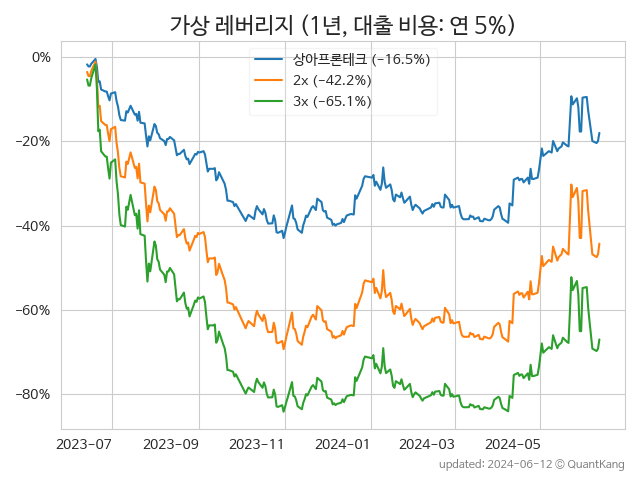 가상 레버리지 (1년, 대출 비용: 연 5%)
0%
−20%
−40%
−60%
−80%
상아프론테크 (−16.5%)
2x (−42.2%)
3x (−65.1%)
2023-07 2023-09 2023-11 2024-01 2024-03 2024-05
updated: 2024-06-12 © QuantKang